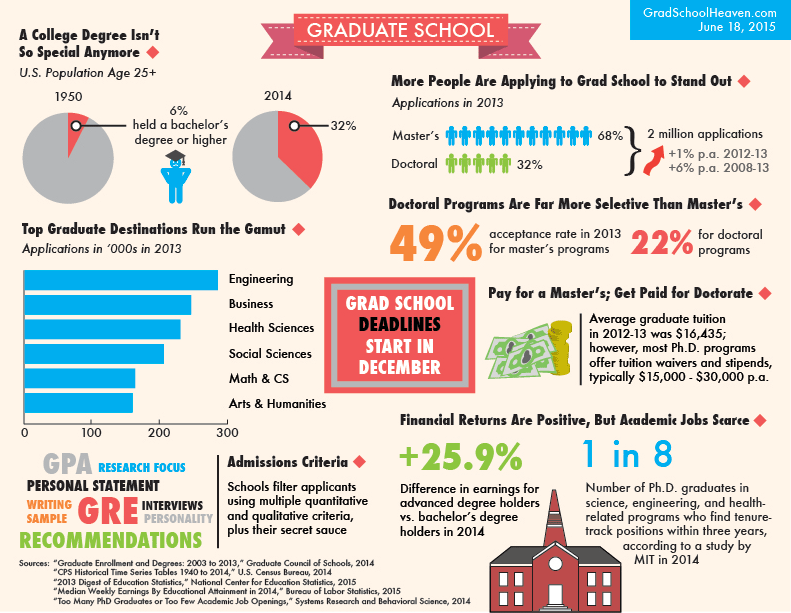 GradSchoolHeaven.com
June 18, 2015
GRADUATE SCHOOL
A College Degree Isn't
So Special Anymore
U.S. Population Age 25+
1950
6%
held a bachelor's
degree or higher
2014
32%
More People Are Applying to Grad School to Stand Out
Applications in 2013
Master's
68%
Doctoral
32%
2 million applications
+1% p.a. 2012-13
+6% p.a. 2008-13
Doctoral Programs Are Far More Selective Than Master's
49%
acceptance rate in 2013
for master's programs
22%
for doctoral
programs
Top Graduate Destinations Run the Gamut
Applications in '000s in 2013
Engineering
Business
Health Sciences
Social Sciences
Math & CS
Arts & Humanities
0 100 200 300
GRAD SCHOOL
DEADLINES
START IN
DECEMBER
Pay for a Master's; Get Paid for Doctorate
Average graduate tuition
in 2012-13 was $16,435;
however, most Ph.D. programs
offer tuition waivers and stipends,
typically $15,000 - $30,000 p.a.
Financial Returns Are Positive, But Academic Jobs Scarce
+25.9%
Difference in earnings for
advanced degree holders
vs. bachelor's degree
holders in 2014
1 in 8
Number of Ph.D. graduates in
science, engineering, and health-
related programs who find tenure-
track positions within three years,
according to a study by
MIT in 2014
GPA RESEARCH FOCUS
PERSONAL STATEMENT
WRITING
SAMPLE
GRE
INTERVIEWS
PERSONALITY
RECOMMENDATIONS
Admissions Criteria
Schools filter applicants
using multiple quantitative
and qualitative criteria,
plus their secret sauce
Sources: "Graduate Enrollment and Degrees: 2003 to 2013," Graduate Council of Schools, 2014
"CPS Historical Time Series Tables 1940 to 2014," U.S. Census Bureau, 2014
"2013 Digest of Education Statistics," National Center for Education Statistics, 2015
"Median Weekly Earnings By Educational Attainment in 2014," Bureau of Labor Statistics, 2015
"Too Many PhD Graduates or Too Few Academic Job Openings," Systems Research and Behavioral Science, 2014